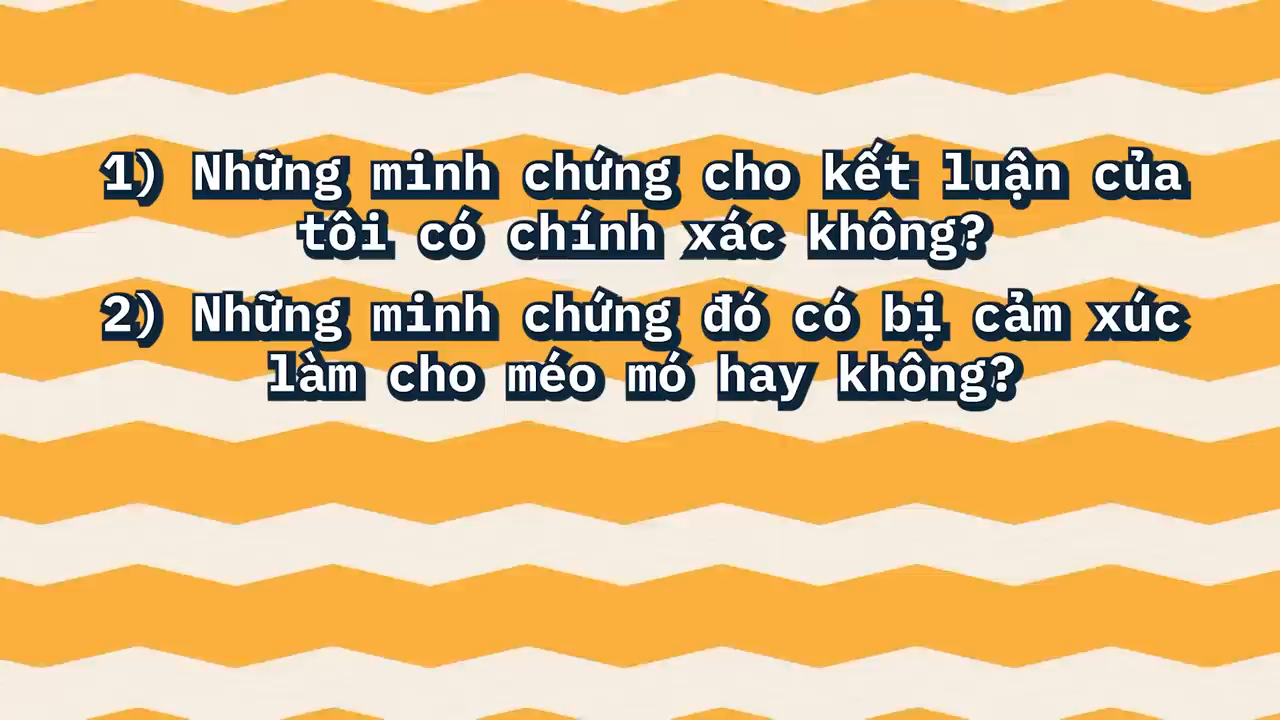 1) Những minh chứng cho kết luận của
tôi có chính xác không?
2) Những minh chứng đó có bị cảm xúc
làm cho méo mó hay không?